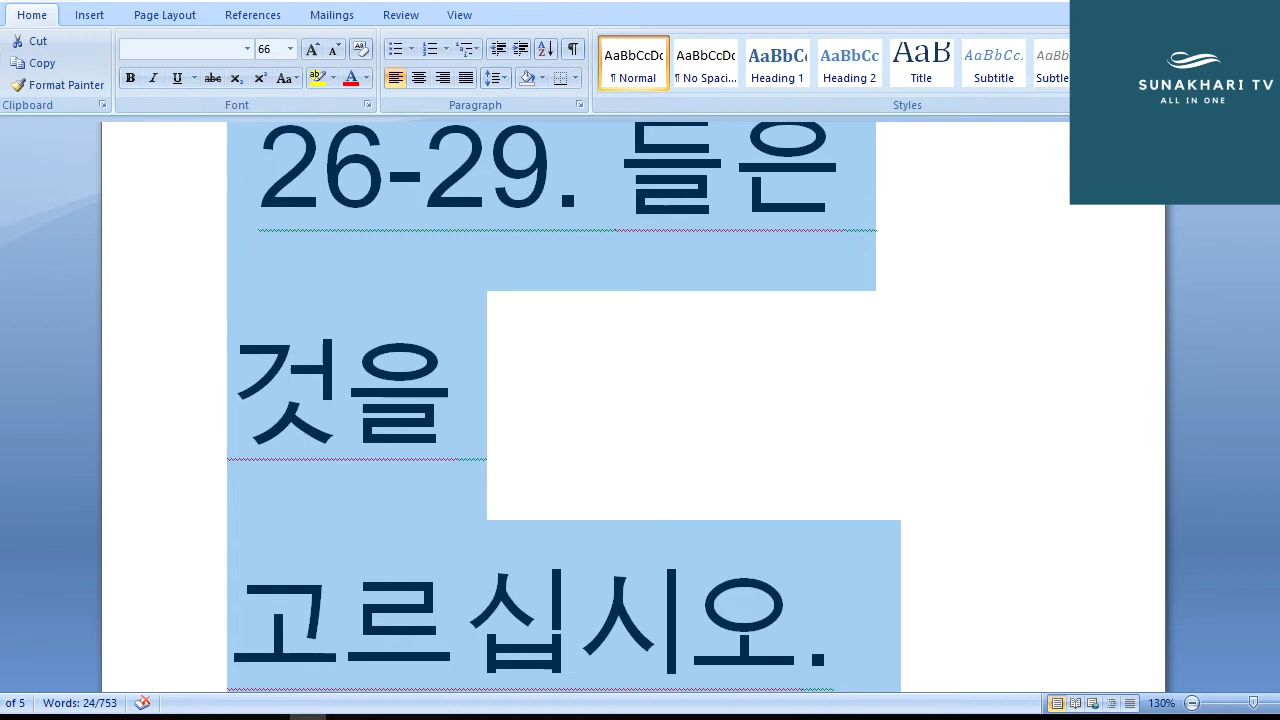 Home Insert Page Layout References Mailings Review View
Cut
Copy
Format Painter
Clipboard
66
Font
Paragraph
AaBbCcDc AaBbCcDc AaBbC AaBbCc AaB AaBbCc. AaBbCc
¶ Normal ¶ No Spaci... Heading 1 Heading 2 Title Subtitle Subtle
Styles
SUNAKHARI TV
ALL IN ONE
26-29. 들은
것을
고르십시오.
of 5 Words: 24/753 130%